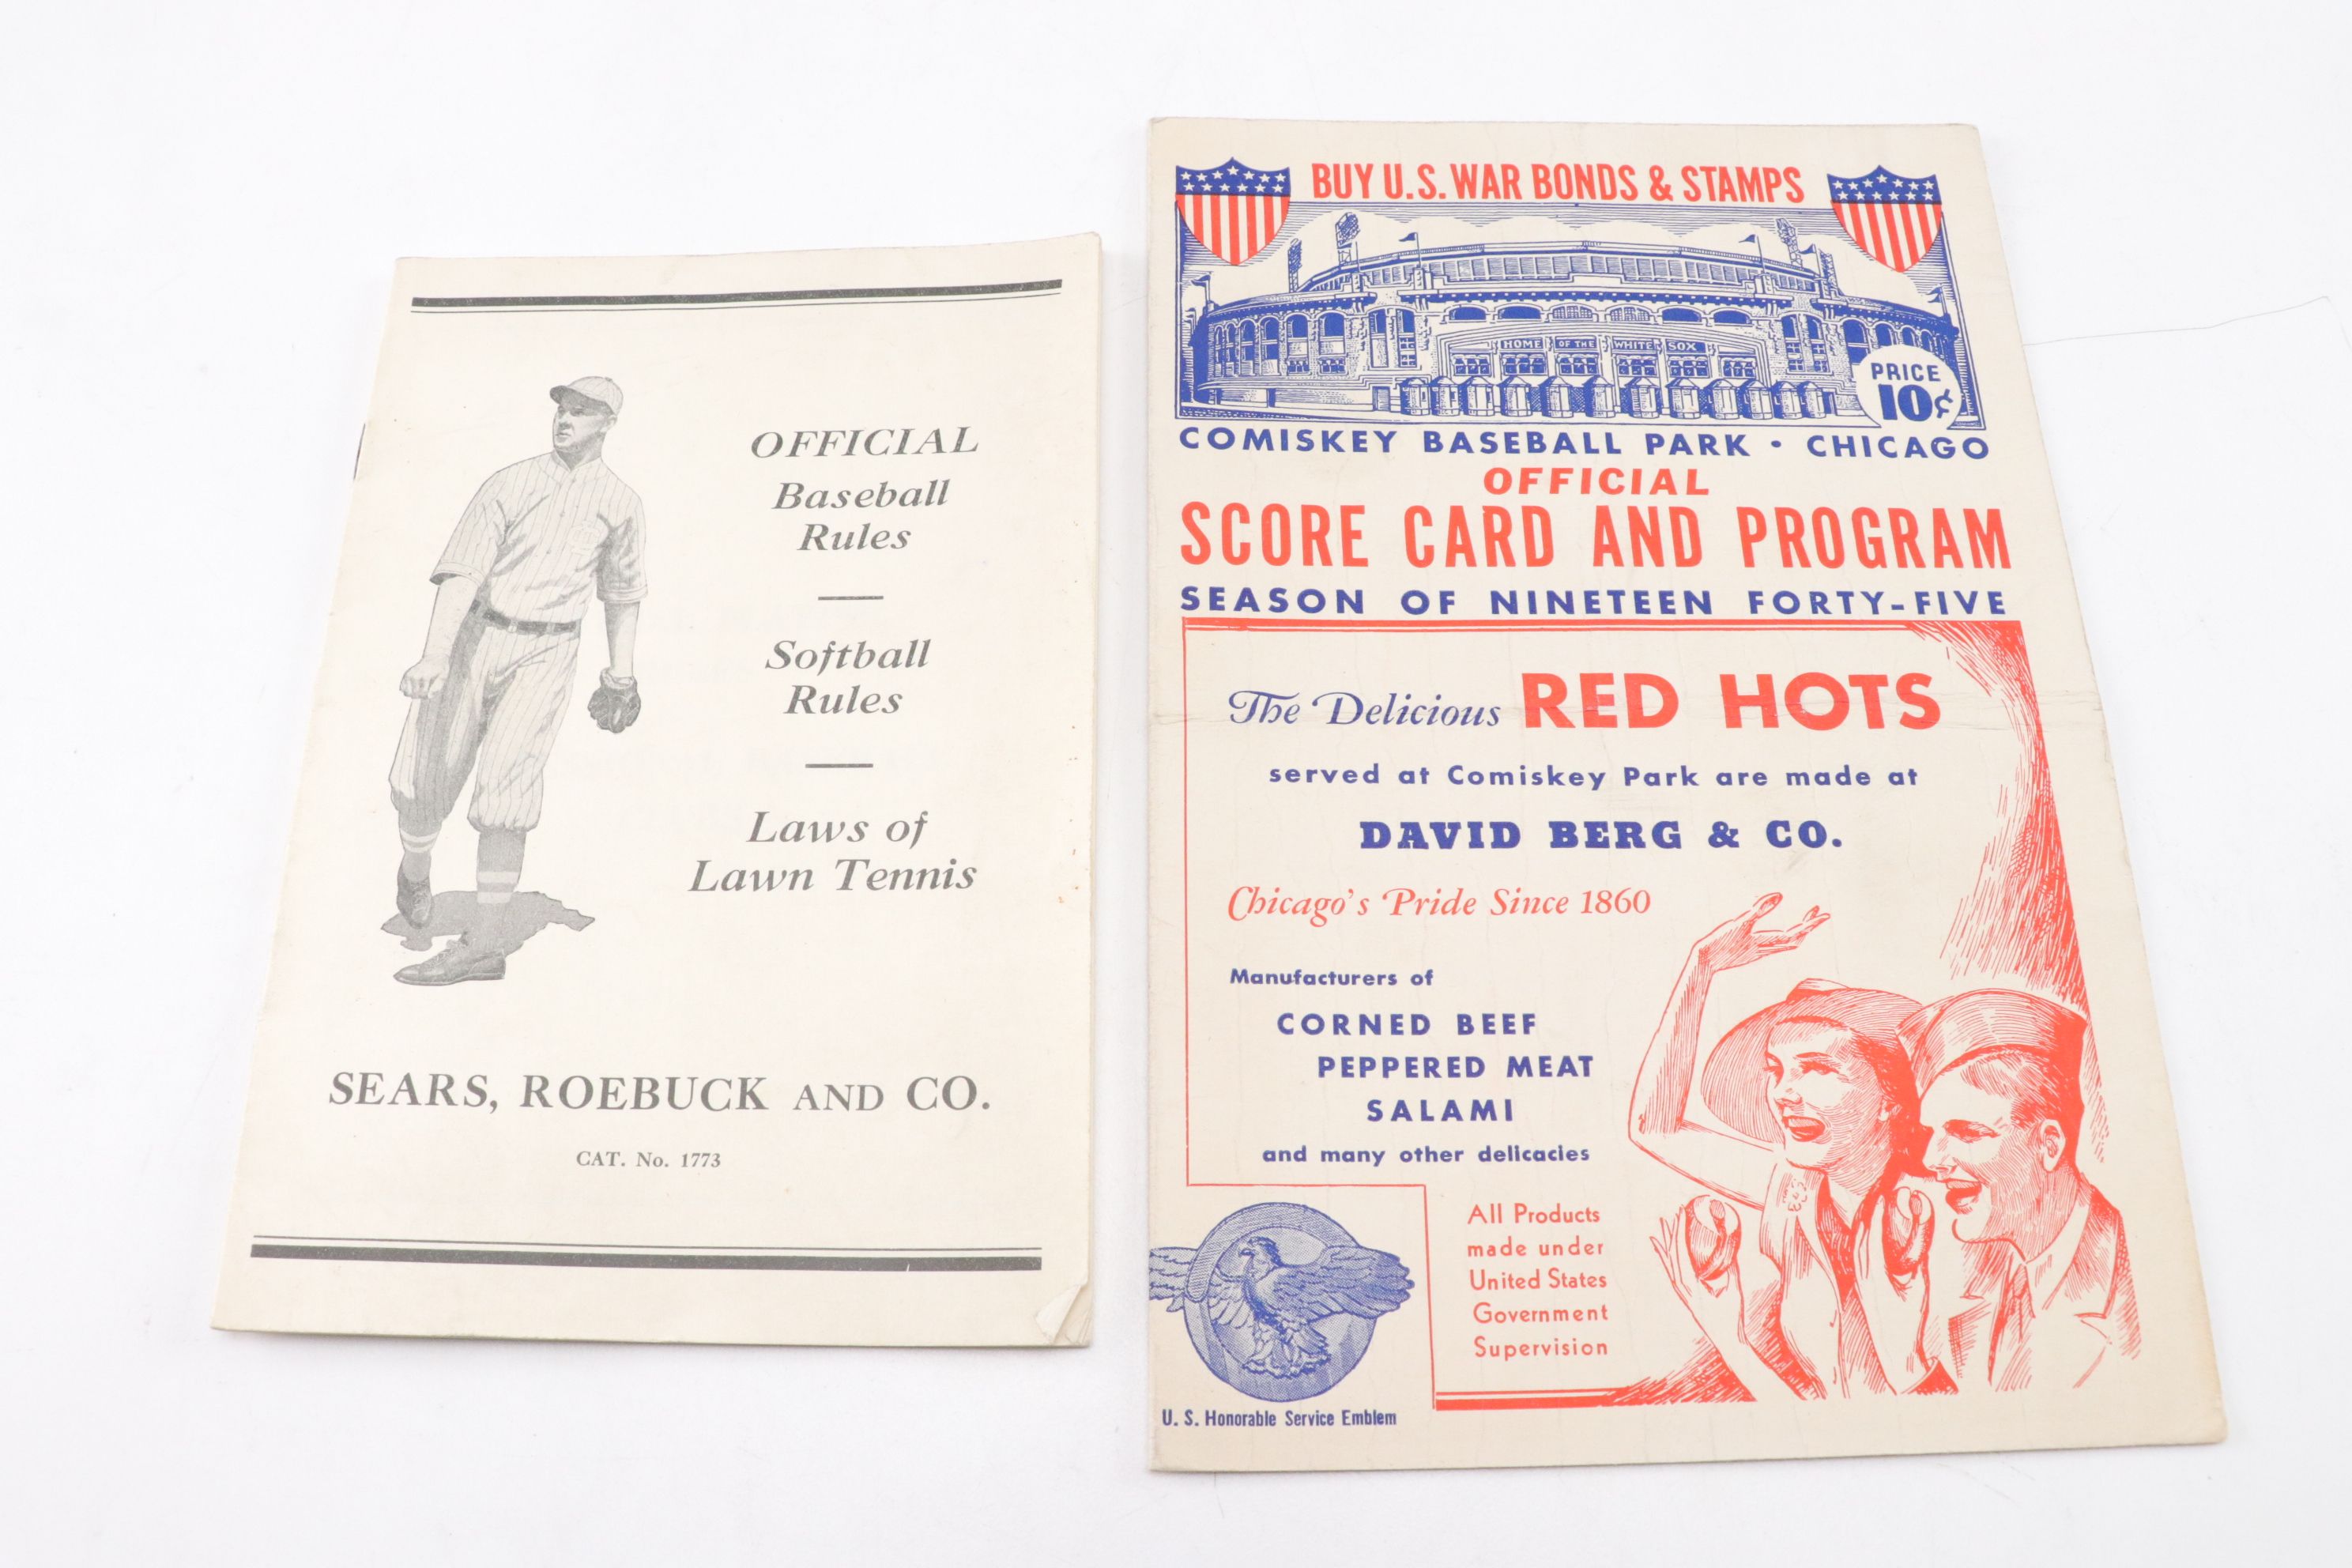 OFFICIAL
Baseball
Rules
Softball
Rules
Laws of
Lawn Tennis
SEARS, ROEBUCK AND CO.
CAT. No. 1773
BUY U.S. WAR BONDS & STAMPS
HOME OF THE WHITE SOX
PRICE
10¢
COMISKEY BASEBALL PARK • CHICAGO
OFFICIAL
SCORE CARD AND PROGRAM
SEASON OF NINETEEN FORTY-FIVE
The Delicious RED HOTS
served at Comiskey Park are made at
DAVID BERG & CO.
Chicago's Pride Since 1860
Manufacturers of
CORNED BEEF
PEPPERED MEAT
SALAMI
and many other delicacies
All Products
made under
United States
Government
Supervision
U. S. Honorable Service Emblem